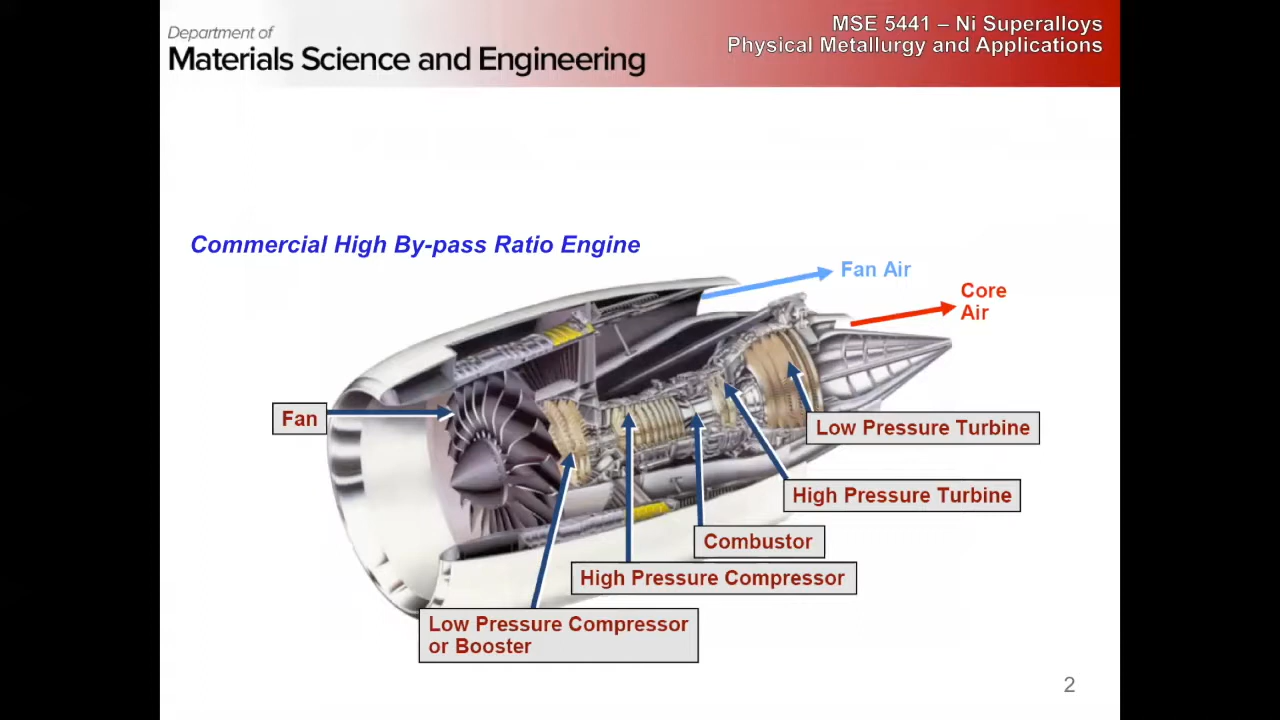 Department of
Materials Science and Engineering
MSE 5441 – Ni Superalloys
Physical Metallurgy and Applications
Commercial High By-pass Ratio Engine
Fan Air
Core
Air
Fan
Low Pressure Turbine
High Pressure Turbine
Combustor
High Pressure Compressor
Low Pressure Compressor
or Booster
2